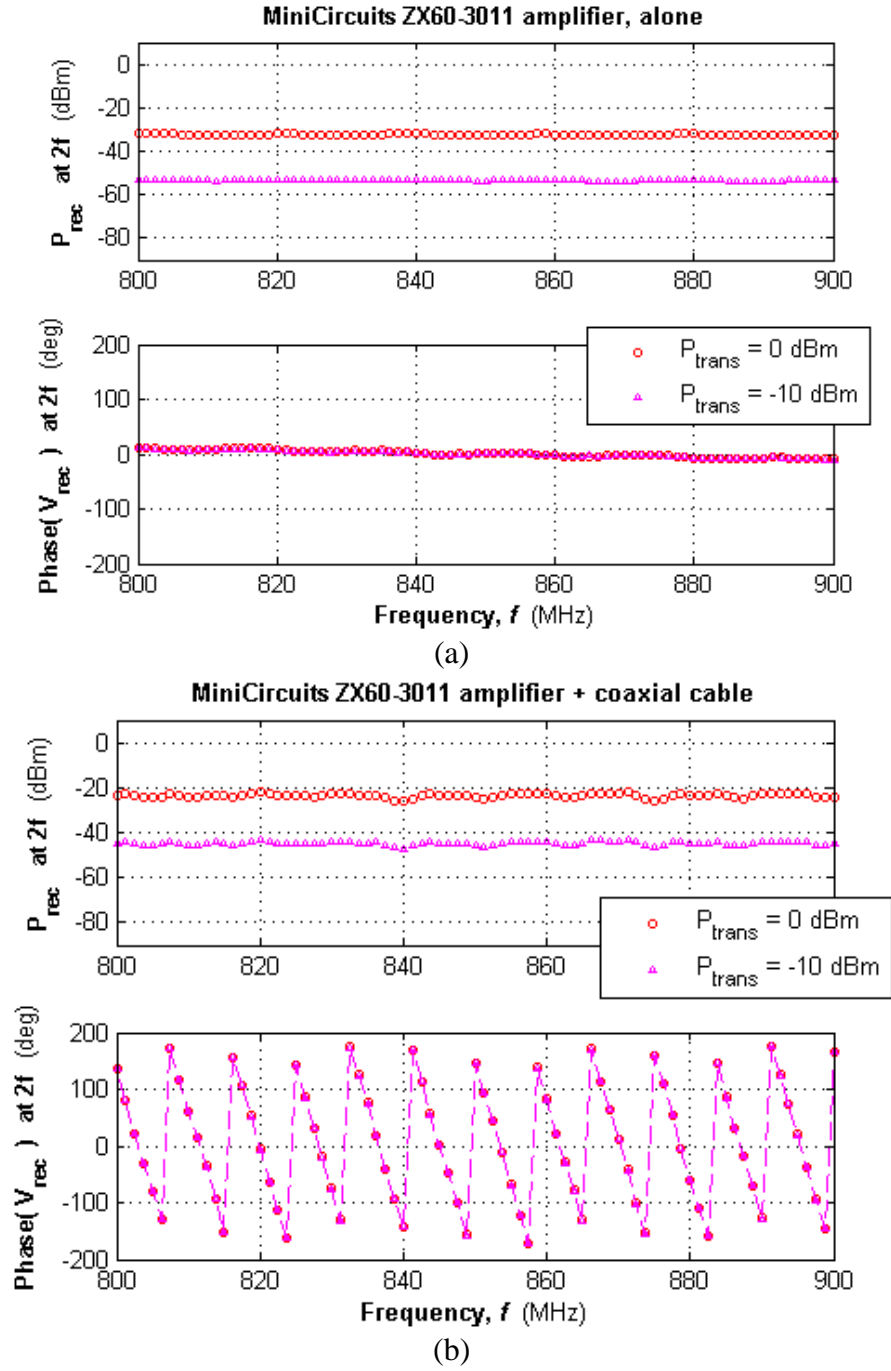 MiniCircuits ZX60-3011 amplifier, alone
P_rec at 2f (dBm)
0
-20
-40
-60
-80
800 820 840 860 880 900
Phase( V_rec ) at 2f (deg)
200
100
0
-100
-200
P_trans = 0 dBm
P_trans = -10 dBm
800 820 840 860 880 900
Frequency, f (MHz)
(a)
MiniCircuits ZX60-3011 amplifier + coaxial cable
P_rec at 2f (dBm)
0
-20
-40
-60
-80
800 820 840 860
P_trans = 0 dBm
P_trans = -10 dBm
Phase( V_rec ) at 2f (deg)
200
100
0
-100
-200
800 820 840 860 880 900
Frequency, f (MHz)
(b)